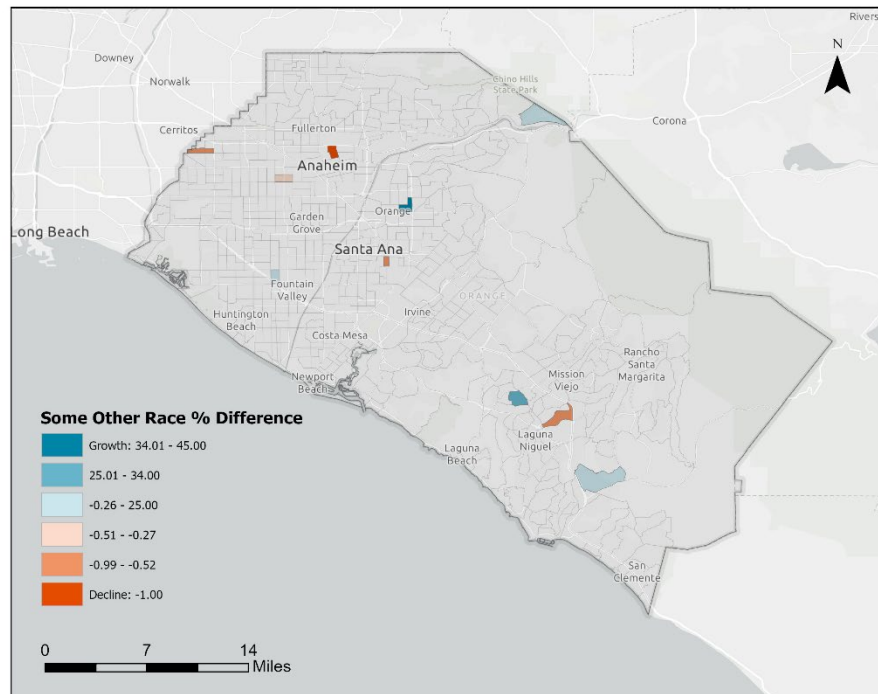 Rivers
Downey
Norwalk
Chino Hills
State Park
N
Cerritos
Fullerton
Corona
Anaheim
Orange
Garden
Grove
Long Beach
Santa Ana
Fountain
Valley
ORANGE
Huntington
Beach
Irvine
Costa Mesa
Rancho
Santa
Margarita
Mission
Viejo
Newport
Beach
Some Other Race % Difference
Growth: 34.01 - 45.00
25.01 - 34.00
-0.26 - 25.00
-0.51 - -0.27
-0.99 - -0.52
Decline: -1.00
Laguna
Niguel
Laguna
Beach
San
Clemente
0 7 14
Miles